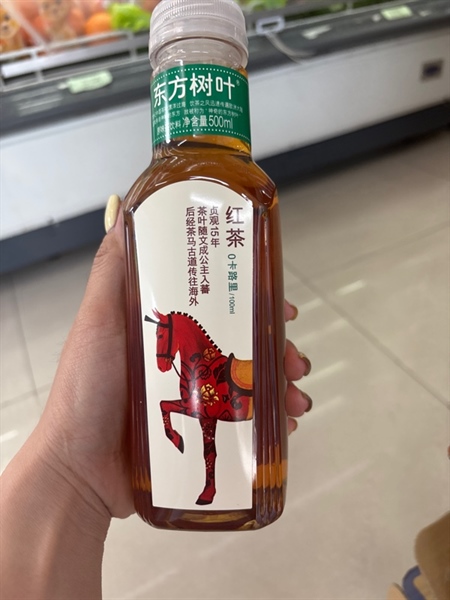 东方树叶
饮料 净含量500ml
红茶
0卡路里/100ml
贞观15年
茶叶随文成公主入蕃
后经茶马古道传往海外